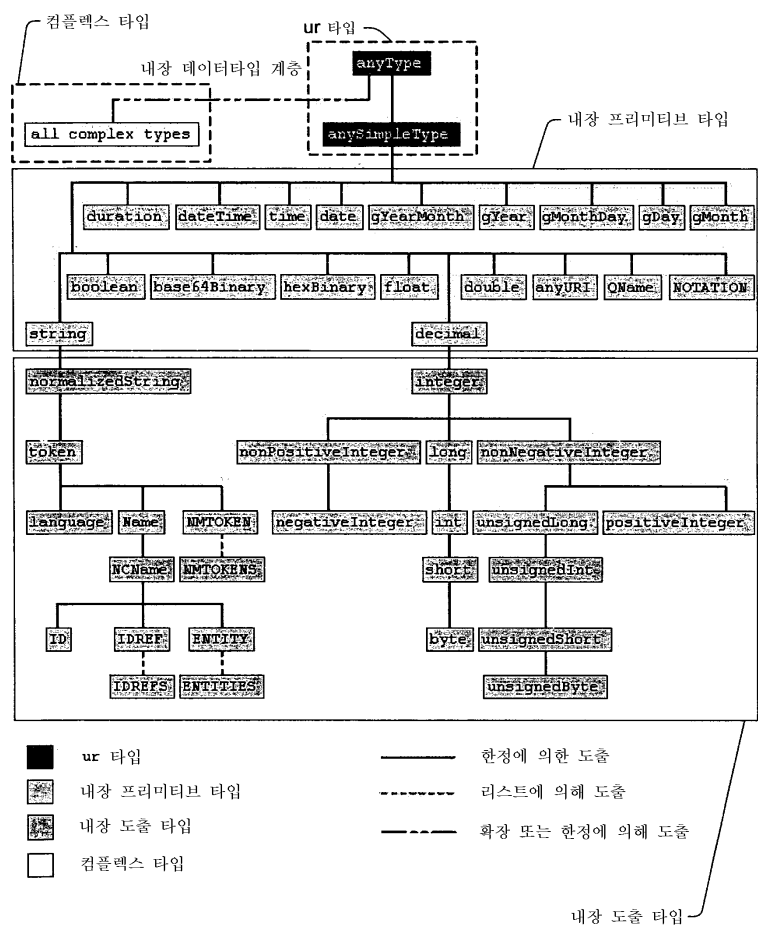 컴플렉스 타입
ur 타입
anyType
내장 데이터타입 계층
all complex types
anySimpleType
내장 프리미티브 타입
duration dateTime time date gYearMonth gYear gMonthDay gDay gMonth
boolean base64Binary hexBinary float double anyURI QName NOTATION
string decimal
normalizedString integer
token nonPositiveInteger long nonNegativeInteger
language Name NMTOKEN negativeInteger int unsignedLong positiveInteger
NCName NMTOKENS short unsignedInt
ID IDREF ENTITY byte unsignedShort
IDREFS ENTITIES unsignedByte
ur 타입 한정에 의한 도출
내장 프리미티브 타입 리스트에 의해 도출
내장 도출 타입 확장 또는 한정에 의해 도출
컴플렉스 타입
내장 도출 타입